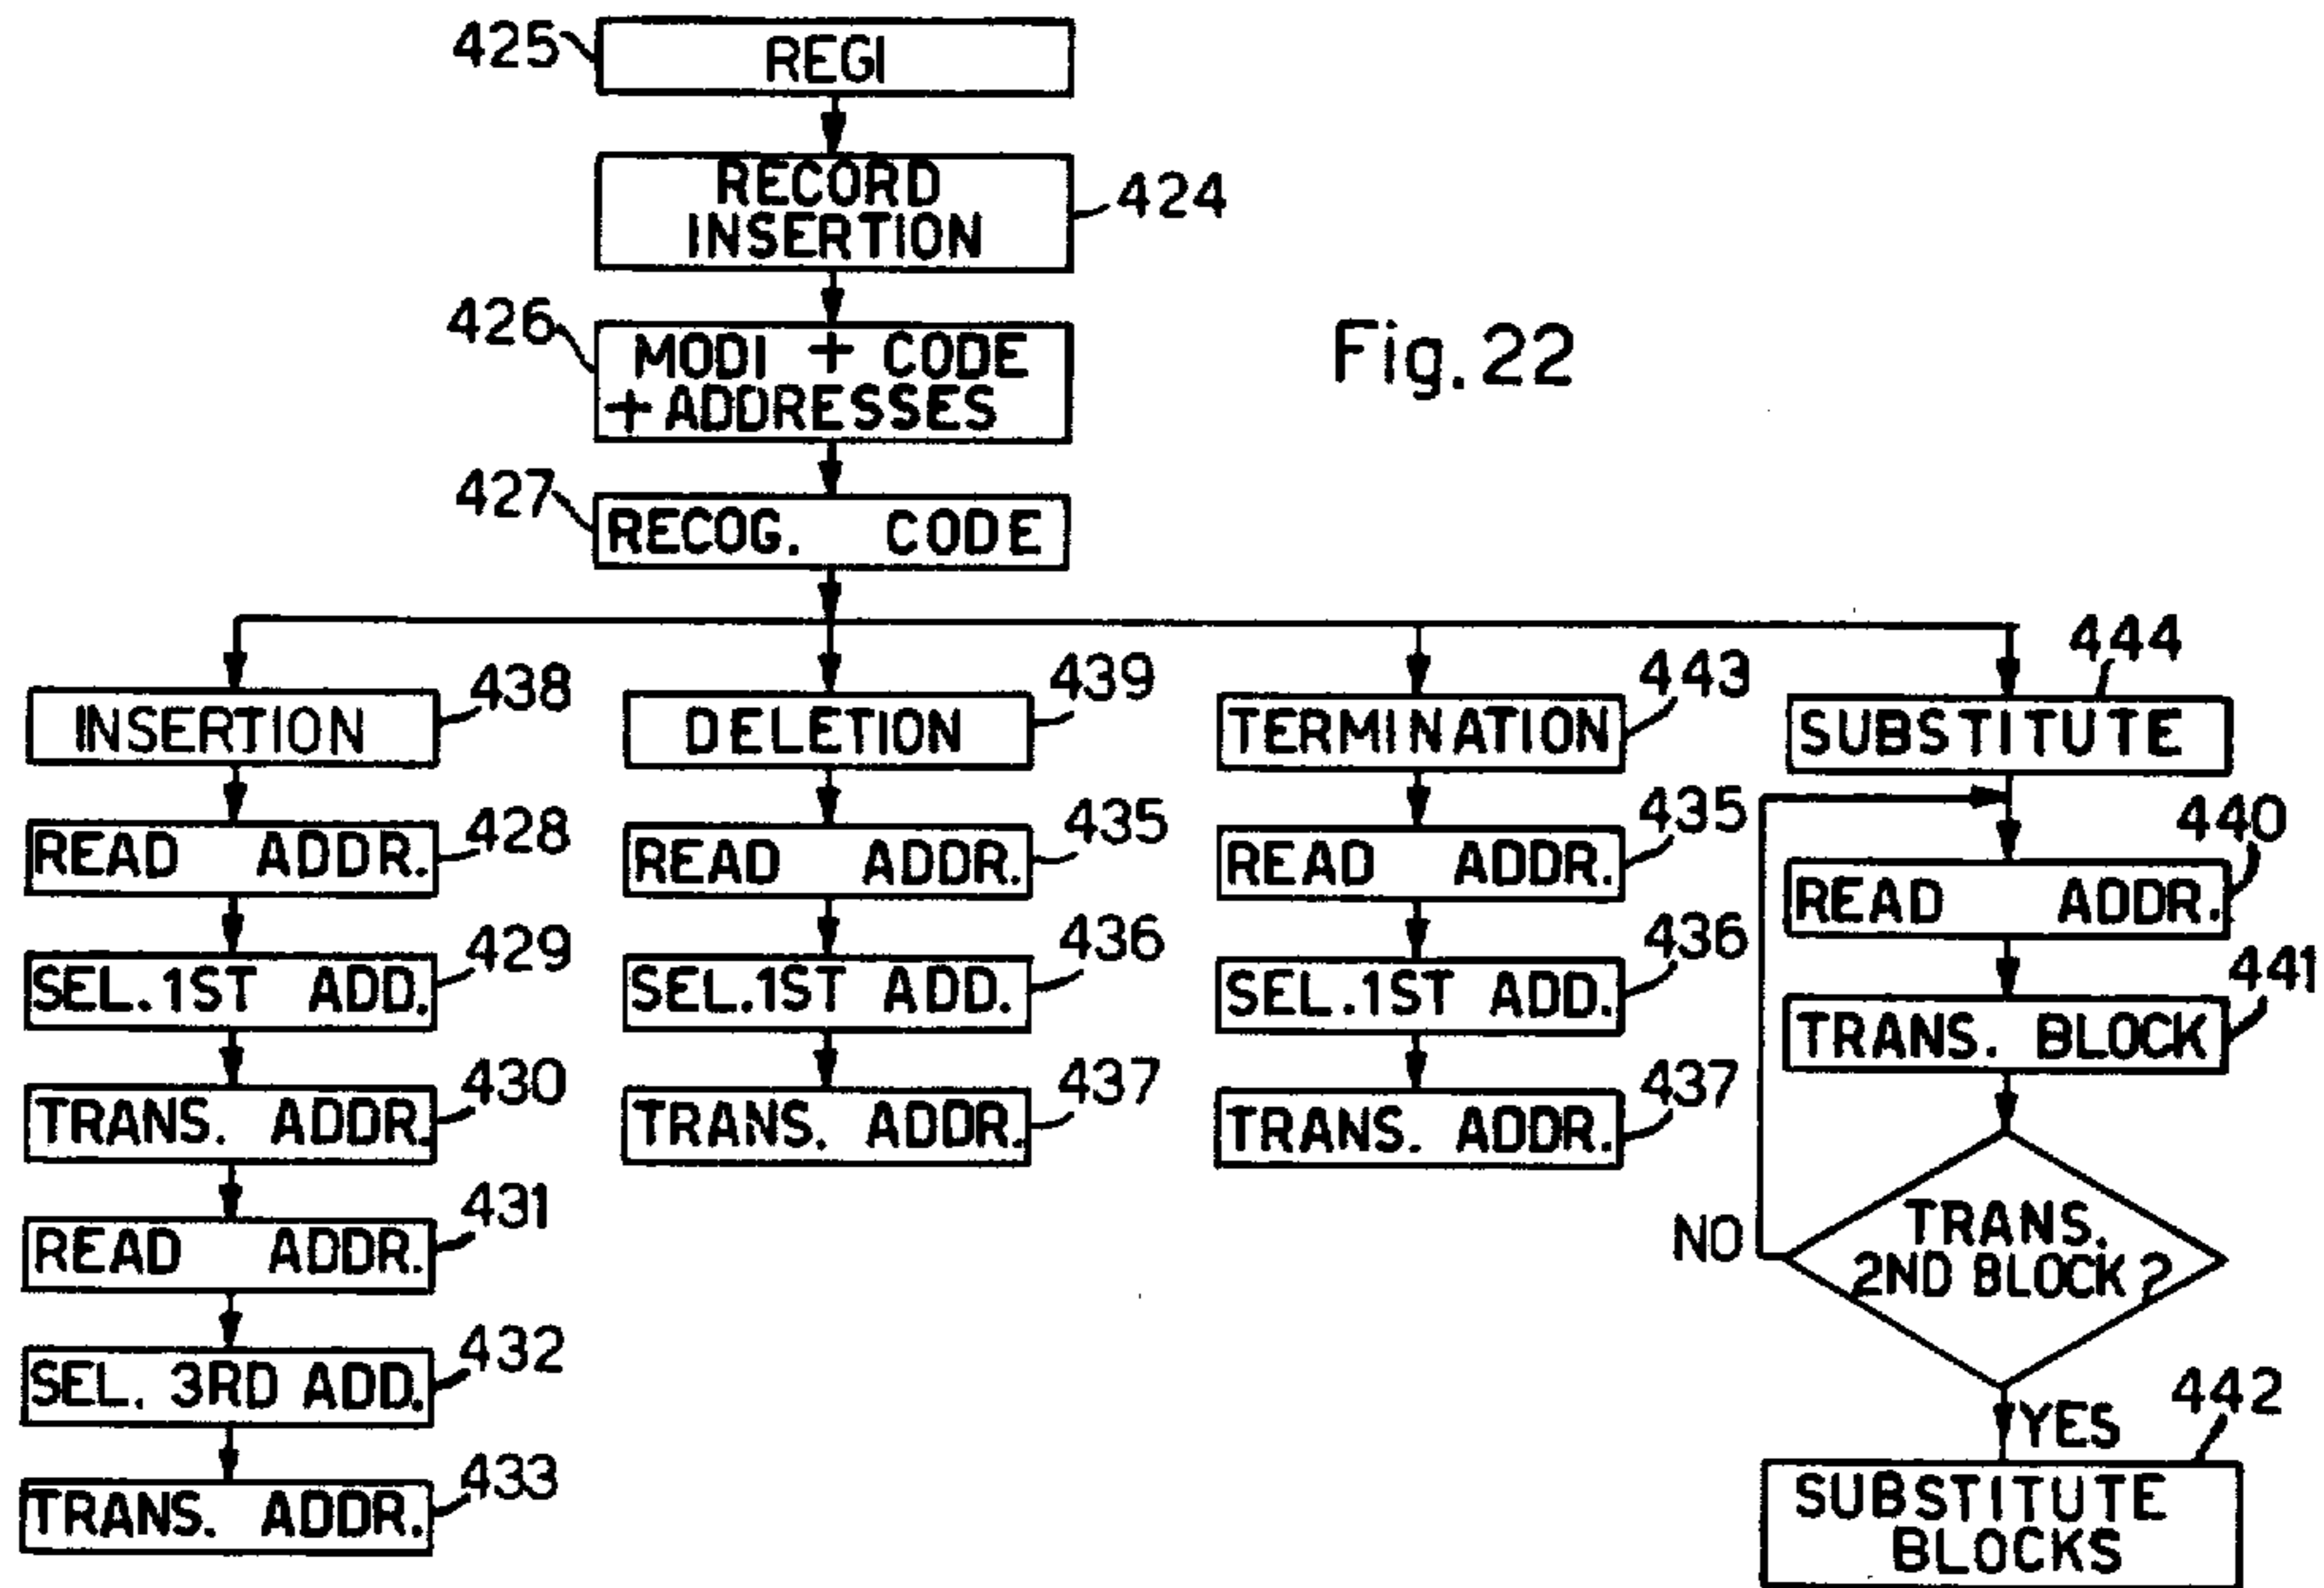 425
REGI
RECORD
INSERTION
424
426
MODI + CODE
+ ADDRESSES
Fig. 22
427
RECOG. CODE
INSERTION
438
READ ADDR.
428
SEL. 1ST ADD.
429
TRANS. ADDR.
430
READ ADDR.
431
SEL. 3RD ADD.
432
TRANS. ADDR.
433
DELETION
439
READ ADDR.
435
SEL. 1ST ADD.
436
TRANS. ADDR.
437
TERMINATION
443
READ ADDR.
435
SEL. 1ST ADD.
436
TRANS. ADDR.
437
444
SUBSTITUTE
440
READ ADDR.
441
TRANS. BLOCK
TRANS.
2ND BLOCK ?
NO
YES
442
SUBSTITUTE
BLOCKS